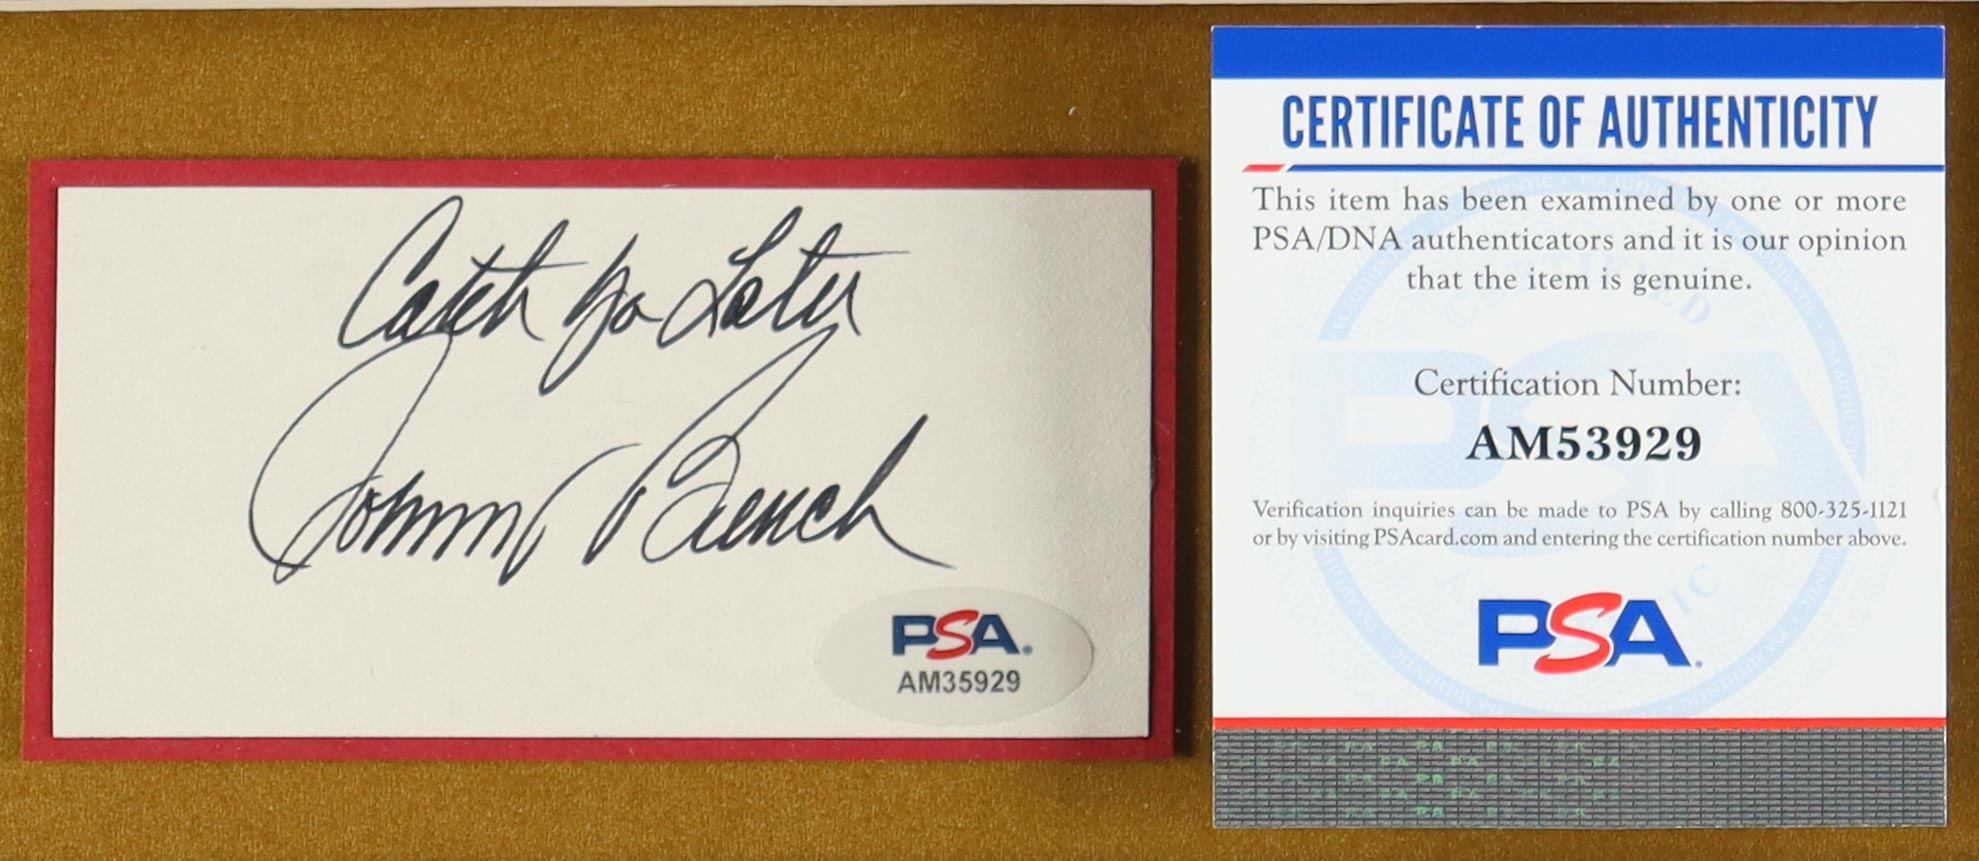 Catch Ya Later
Johnny Bench
PSA.
AM35929
CERTIFICATE OF AUTHENTICITY
This item has been examined by one or more
PSA/DNA authenticators and it is our opinion
that the item is genuine.
Certification Number:
AM53929
Verification inquiries can be made to PSA by calling 800-325-1121
or by visiting PSAcard.com and entering the certification number above.
PSA.